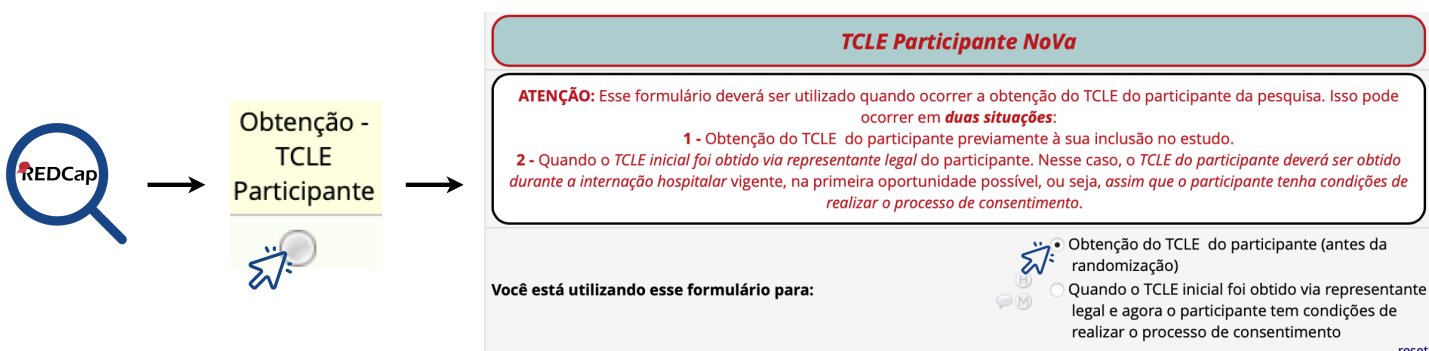 REDCap
Obtenção -
TCLE
Participante
TCLE Participante NoVa
ATENÇÃO: Esse formulário deverá ser utilizado quando ocorrer a obtenção do TCLE do participante da pesquisa. Isso pode
ocorrer em duas situações:
1 - Obtenção do TCLE do participante previamente à sua inclusão no estudo.
2 - Quando o TCLE inicial foi obtido via representante legal do participante. Nesse caso, o TCLE do participante deverá ser obtido
durante a internação hospitalar vigente, na primeira oportunidade possível, ou seja, assim que o participante tenha condições de
realizar o processo de consentimento.
Você está utilizando esse formulário para:
H
M
Obtenção do TCLE do participante (antes da
randomização)
Quando o TCLE inicial foi obtido via representante
legal e agora o participante tem condições de
realizar o processo de consentimento
reset